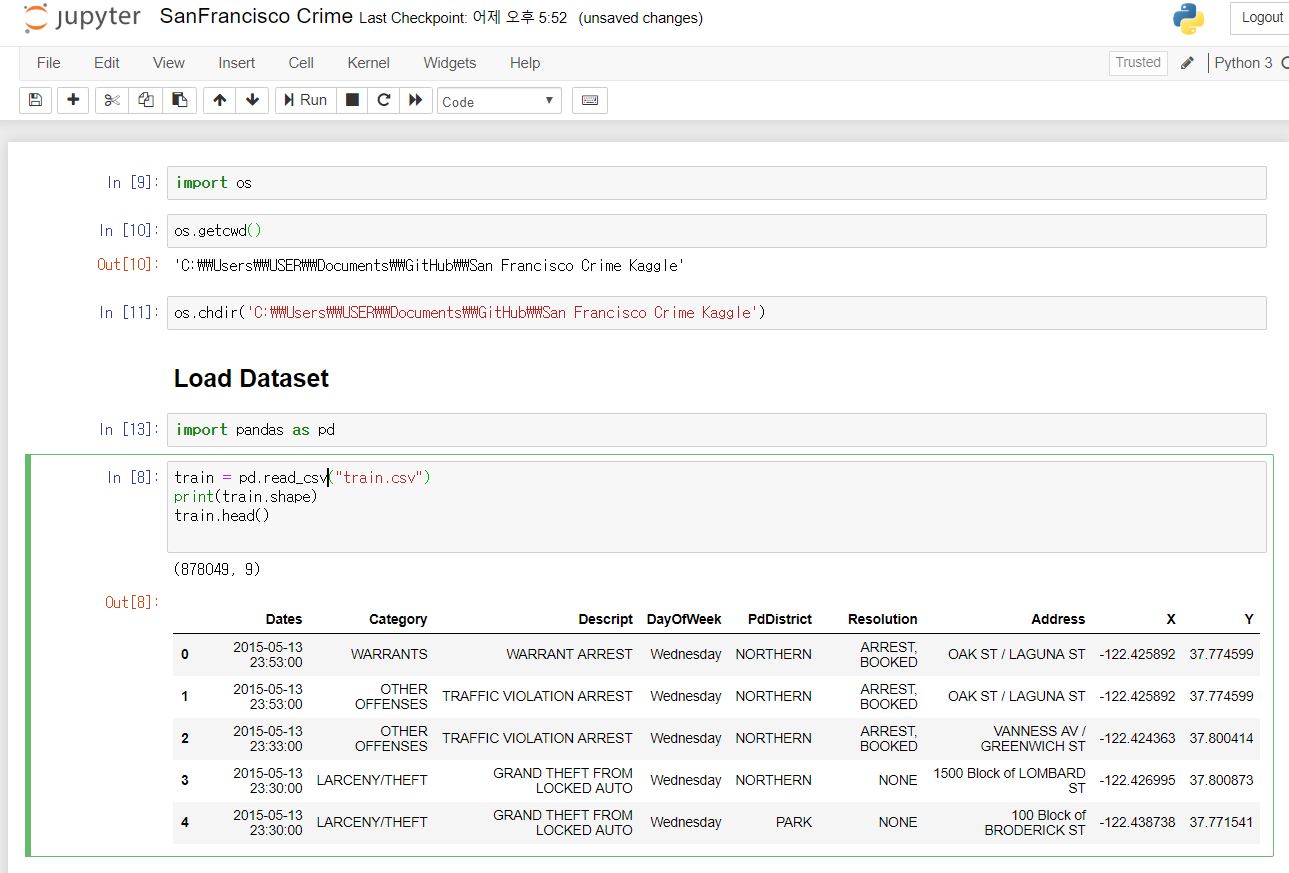 jupyter SanFrancisco Crime Last Checkpoint: 어제 오후 5:52 (unsaved changes)
Logout
File Edit View Insert Cell Kernel Widgets Help
Trusted
Python 3
Run
Code
In [9]: import os
In [10]: os.getcwd()
Out[10]: 'C:₩₩Users₩₩USER₩₩Documents₩₩GitHub₩₩San Francisco Crime Kaggle'
In [11]: os.chdir('C:₩₩Users₩₩USER₩₩Documents₩₩GitHub₩₩San Francisco Crime Kaggle')
Load Dataset
In [13]: import pandas as pd
In [8]: train = pd.read_csv("train.csv")
print(train.shape)
train.head()
(878049, 9)
Out[8]:
Dates Category Descript DayOfWeek PdDistrict Resolution Address X Y
0 2015-05-13 23:53:00 WARRANTS WARRANT ARREST Wednesday NORTHERN ARREST, BOOKED OAK ST / LAGUNA ST -122.425892 37.774599
1 2015-05-13 23:53:00 OTHER OFFENSES TRAFFIC VIOLATION ARREST Wednesday NORTHERN ARREST, BOOKED OAK ST / LAGUNA ST -122.425892 37.774599
2 2015-05-13 23:33:00 OTHER OFFENSES TRAFFIC VIOLATION ARREST Wednesday NORTHERN ARREST, BOOKED VANNESS AV / GREENWICH ST -122.424363 37.800414
3 2015-05-13 23:30:00 LARCENY/THEFT GRAND THEFT FROM LOCKED AUTO Wednesday NORTHERN NONE 1500 Block of LOMBARD ST -122.426995 37.800873
4 2015-05-13 23:30:00 LARCENY/THEFT GRAND THEFT FROM LOCKED AUTO Wednesday PARK NONE 100 Block of BRODERICK ST -122.438738 37.771541